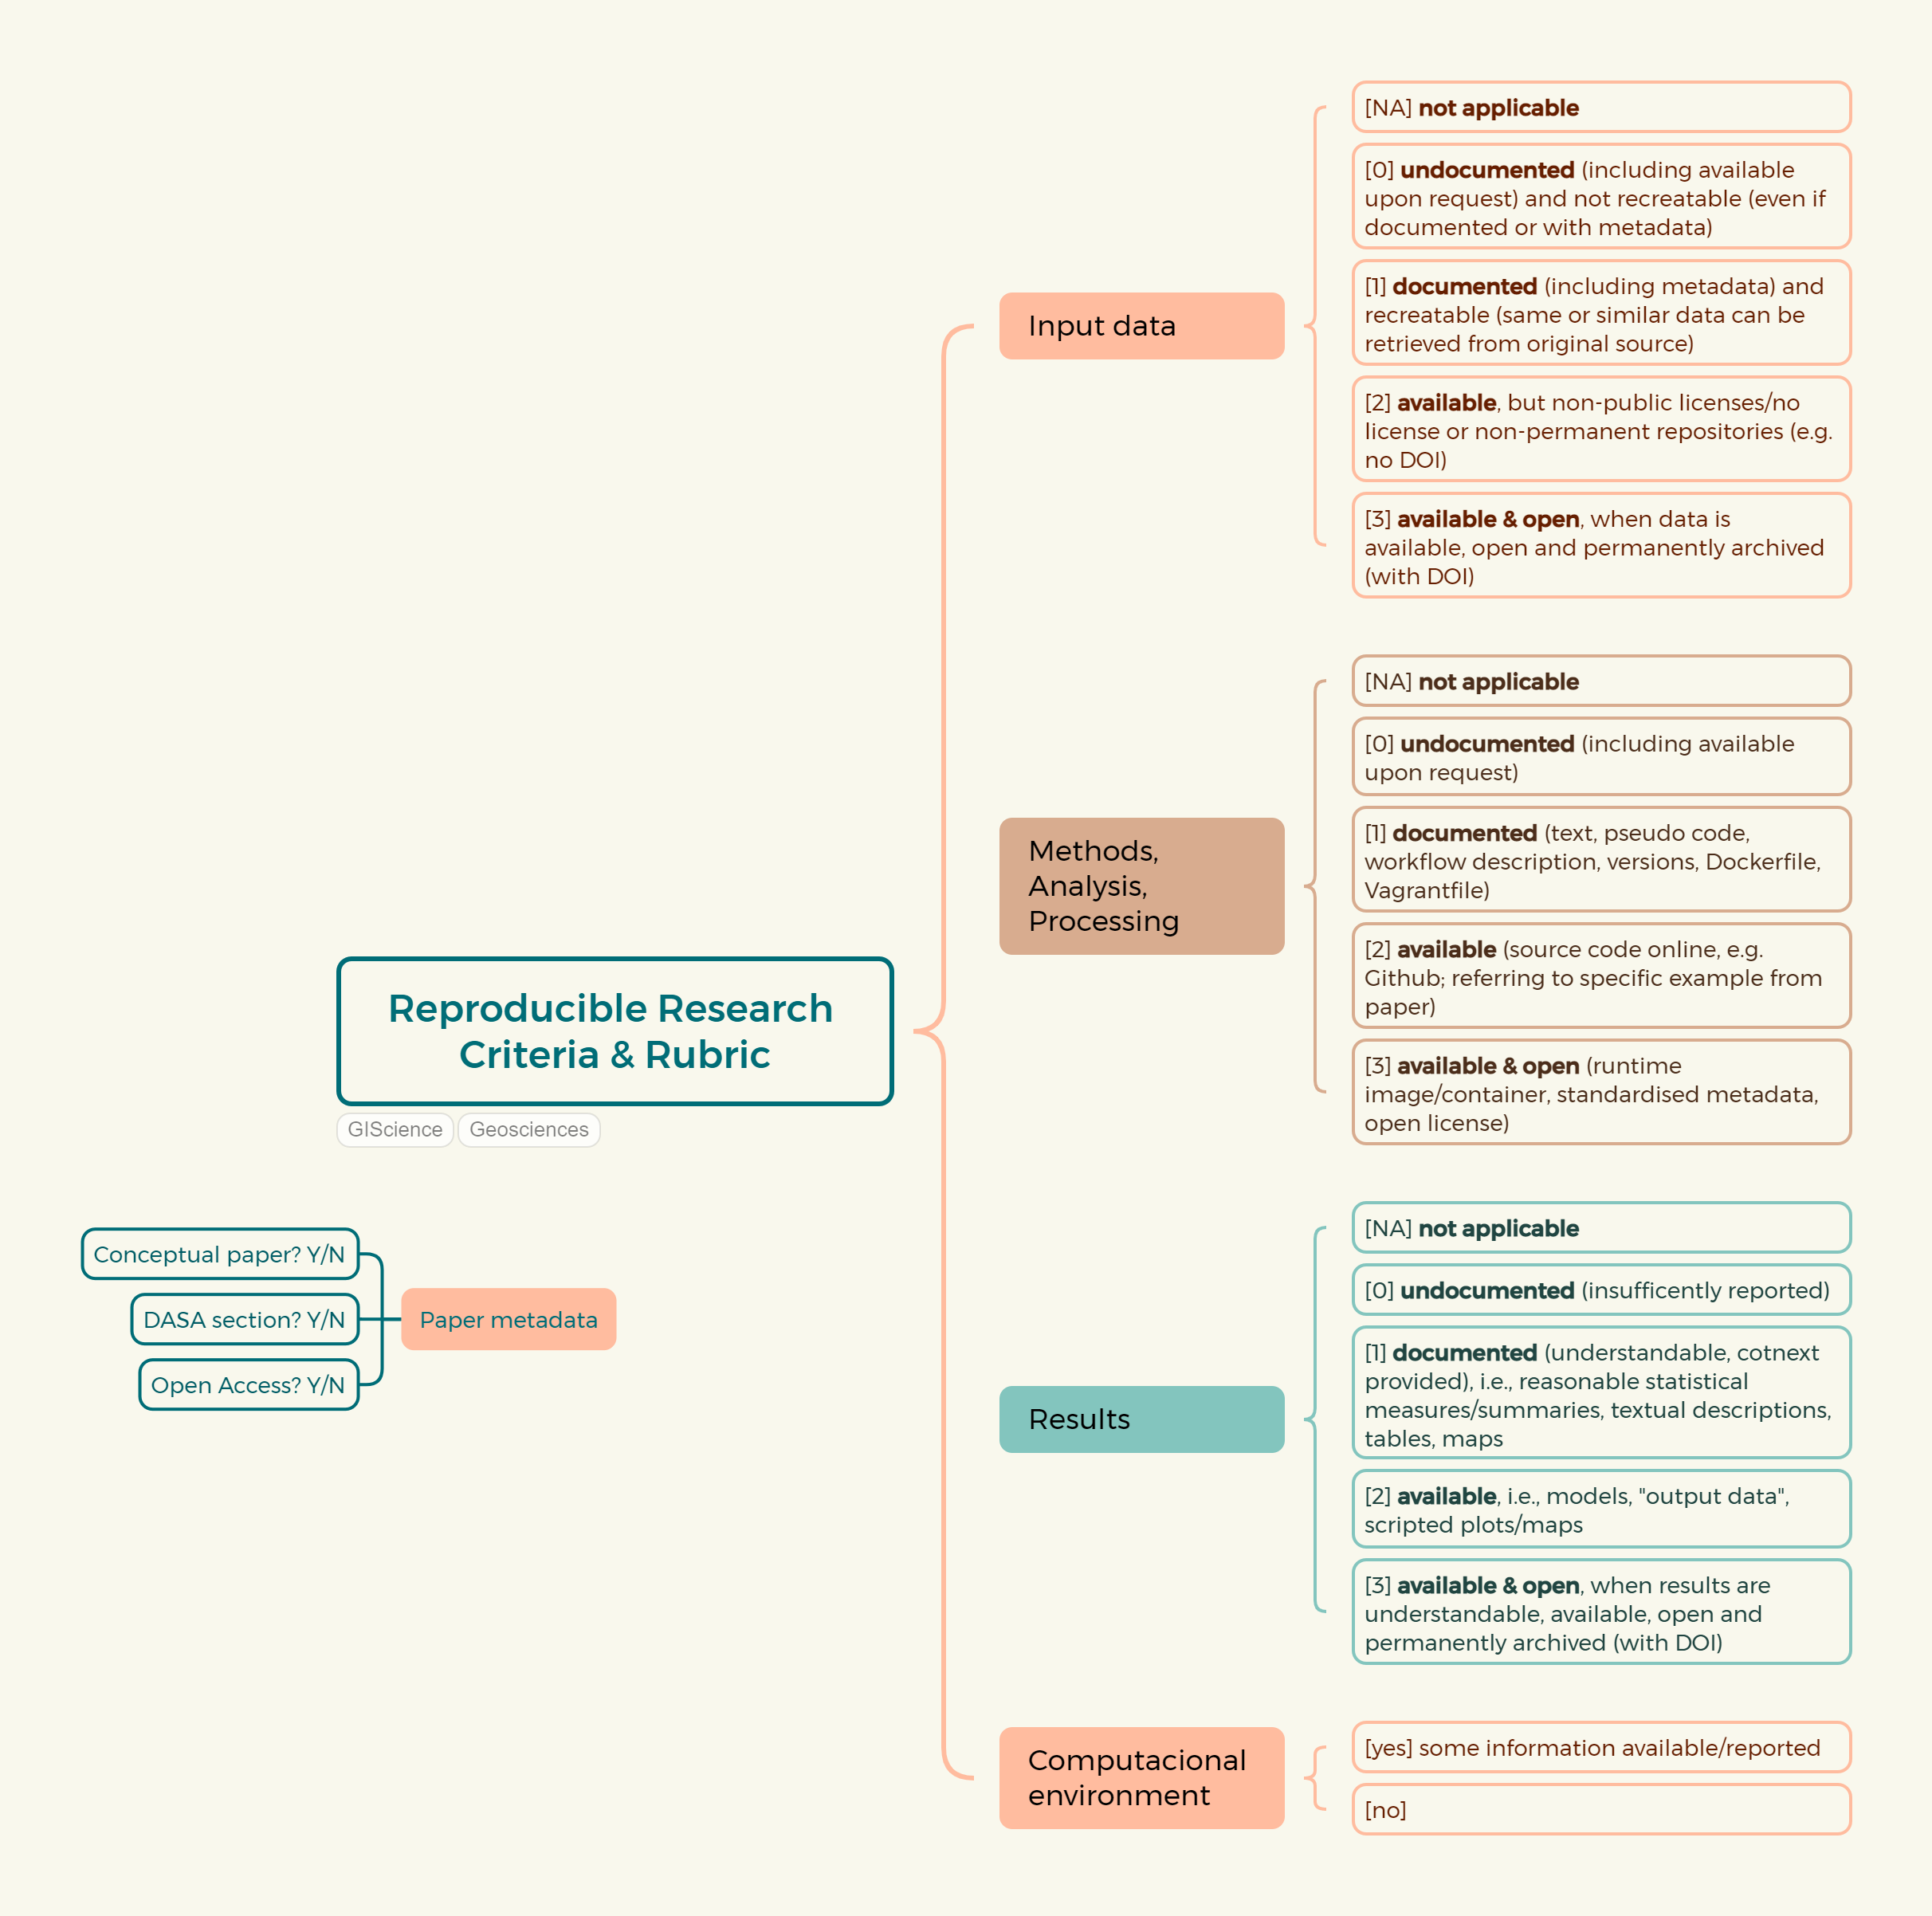 Reproducible Research
Criteria & Rubric
GIScience
Geosciences
Input data
[NA] not applicable
[0] undocumented (including available
upon request) and not recreatable (even if
documented or with metadata)
[1] documented (including metadata) and
recreatable (same or similar data can be
retrieved from original source)
[2] available, but non-public licenses/no
license or non-permanent repositories (e.g.
no DOI)
[3] available & open, when data is
available, open and permanently archived
(with DOI)
Methods,
Analysis,
Processing
[NA] not applicable
[0] undocumented (including available
upon request)
[1] documented (text, pseudo code,
workflow description, versions, Dockerfile,
Vagrantfile)
[2] available (source code online, e.g.
Github; referring to specific example from
paper)
[3] available & open (runtime
image/container, standardised metadata,
open license)
Results
[NA] not applicable
[0] undocumented (insufficently reported)
[1] documented (understandable, cotnext
provided), i.e., reasonable statistical
measures/summaries, textual descriptions,
tables, maps
[2] available, i.e., models, "output data",
scripted plots/maps
[3] available & open, when results are
understandable, available, open and
permanently archived (with DOI)
Computacional
environment
[yes] some information available/reported
[no]
Paper metadata
Conceptual paper? Y/N
DASA section? Y/N
Open Access? Y/N